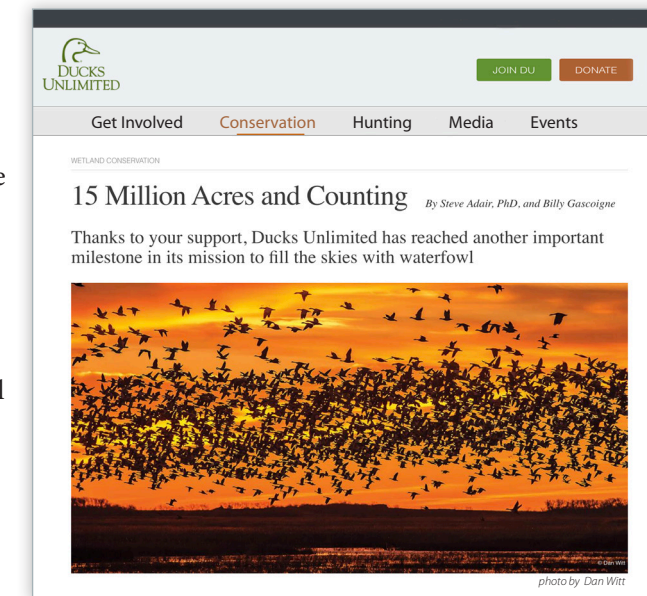 DUCKS
UNLIMITED
JOIN DU DONATE
Get Involved Conservation Hunting Media Events
WETLAND CONSERVATION
15 Million Acres and Counting By Steve Adair, PhD, and Billy Gascoigne
Thanks to your support, Ducks Unlimited has reached another important
milestone in its mission to fill the skies with waterfowl
© Dan Witt
photo by Dan Witt